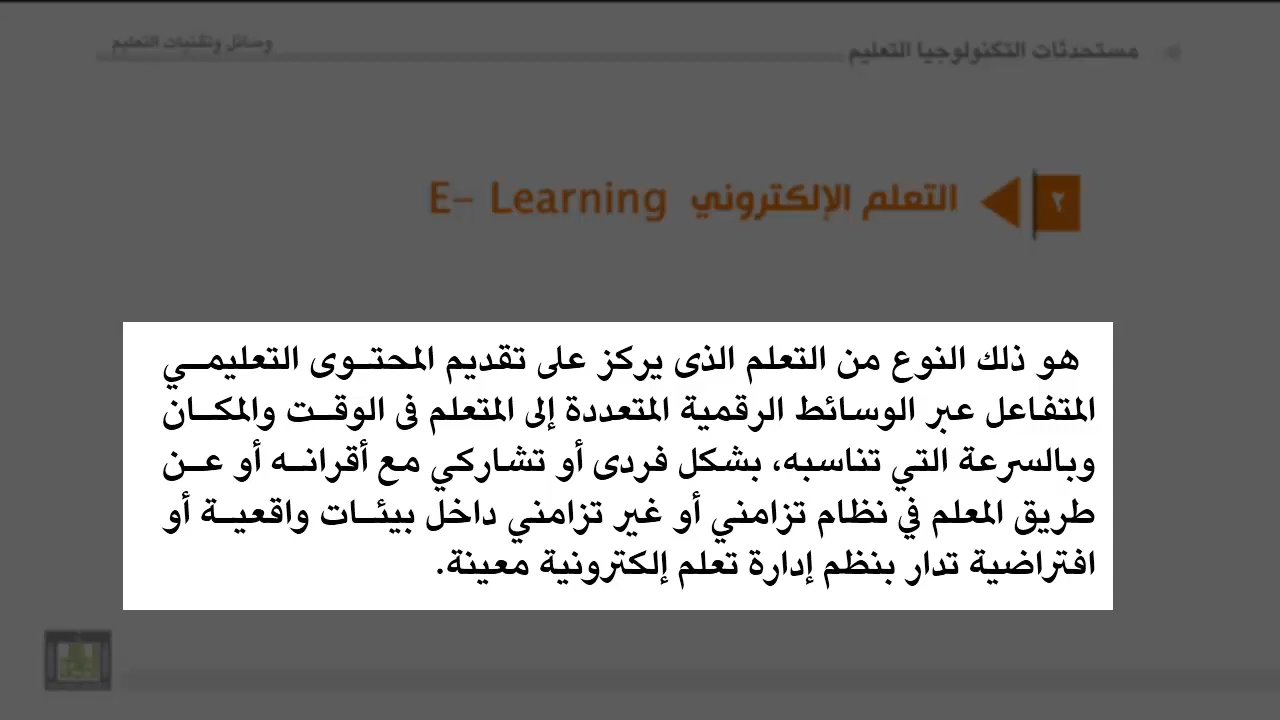 مستحدثات التكنولوجيا التعليم
وسائل وتقنيات التعليم
٢
التعلم الإلكتروني E- Learning
هو ذلك النوع من التعلم الذى يركز على تقديم المحتوى التعليمي
المتفاعل عبر الوسائط الرقمية المتعددة إلى المتعلم فى الوقت والمكان
وبالسرعة التي تناسبه، بشكل فردى أو تشاركي مع أقرانه أو عن
طريق المعلم في نظام تزامني أو غير تزامني داخل بيئات واقعية أو
افتراضية تدار بنظم إدارة تعلم إلكترونية معينة.